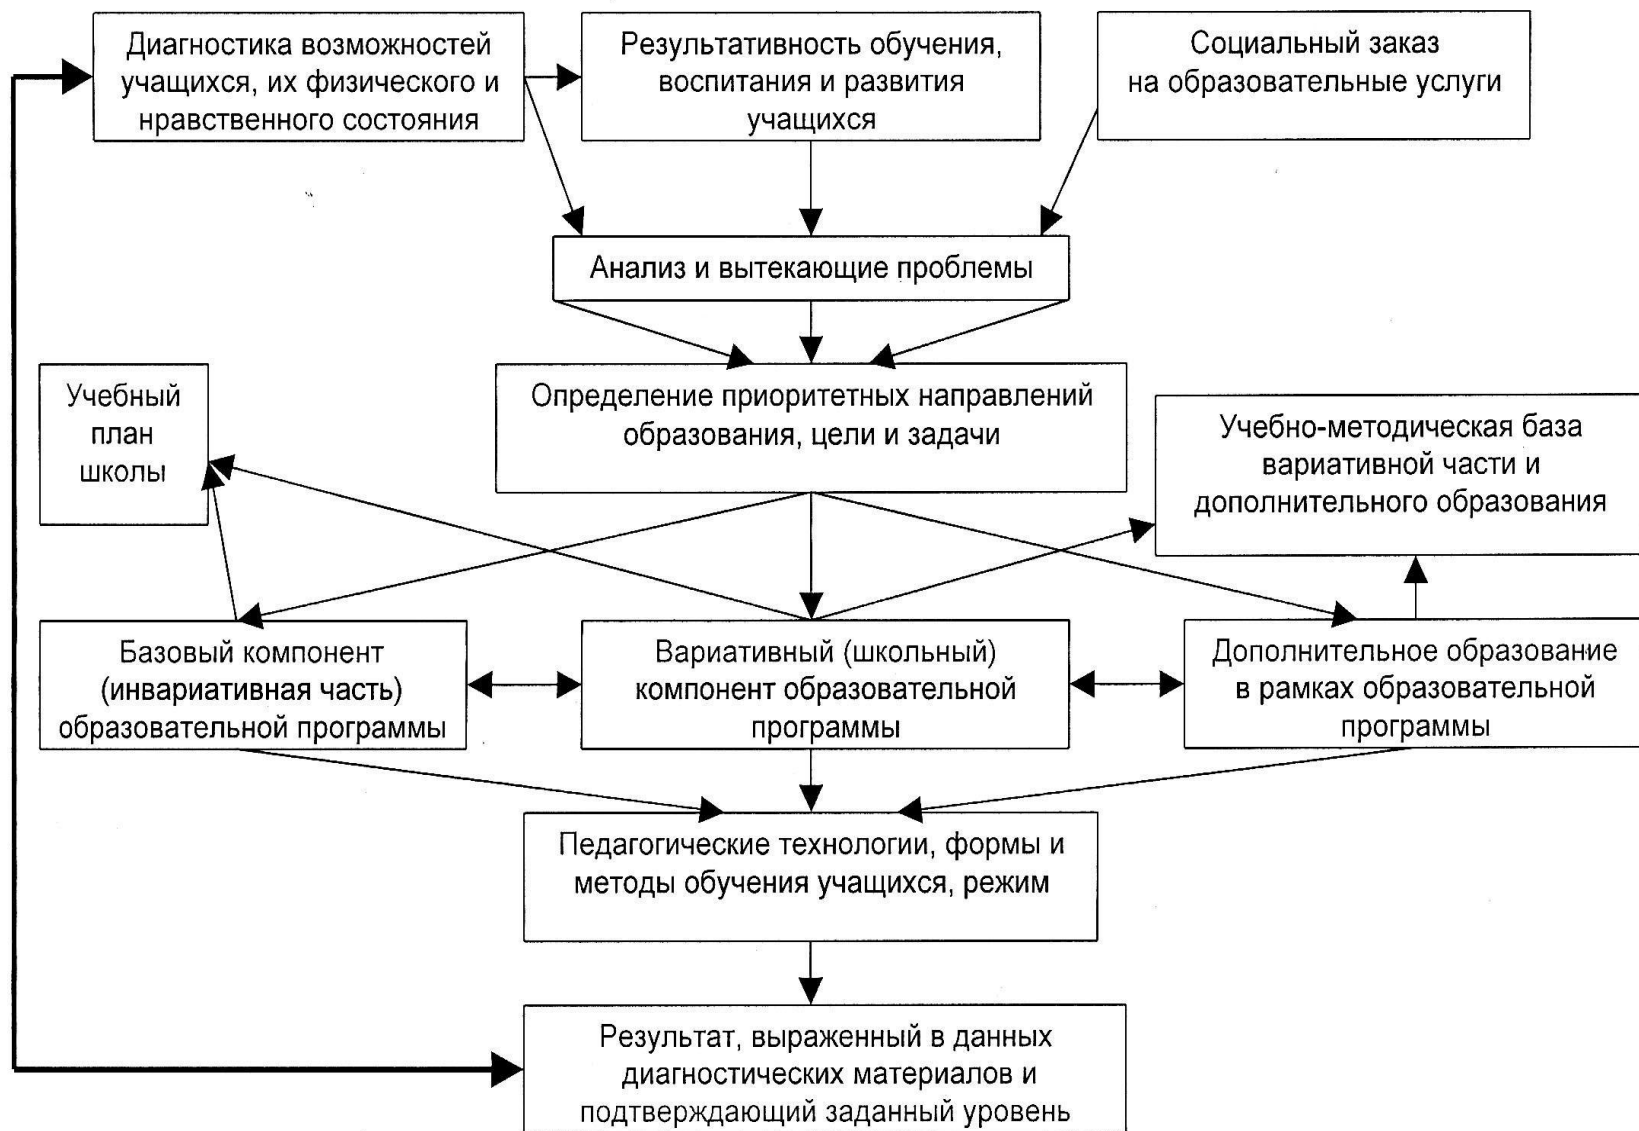 Диагностика возможностей
учащихся, их физического и
нравственного состояния
Результативность обучения,
воспитания и развития
учащихся
Социальный заказ
на образовательные услуги
Анализ и вытекающие проблемы
Учебный
план
школы
Определение приоритетных направлений
образования, цели и задачи
Учебно-методическая база
вариативной части и
дополнительного образования
Базовый компонент
(инвариативная часть)
образовательной программы
Вариативный (школьный)
компонент образовательной
программы
Дополнительное образование
в рамках образовательной
программы
Педагогические технологии, формы и
методы обучения учащихся, режим
Результат, выраженный в данных
диагностических материалов и
подтверждающий заданный уровень